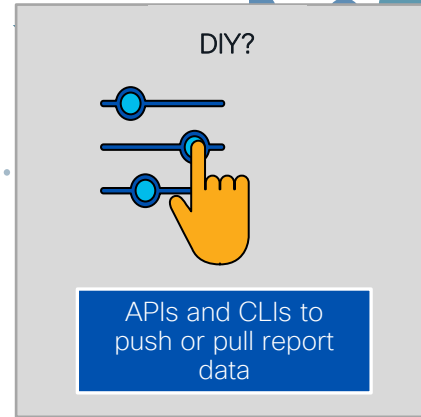 DIY?
APIs and CLIs to
push or pull report
data